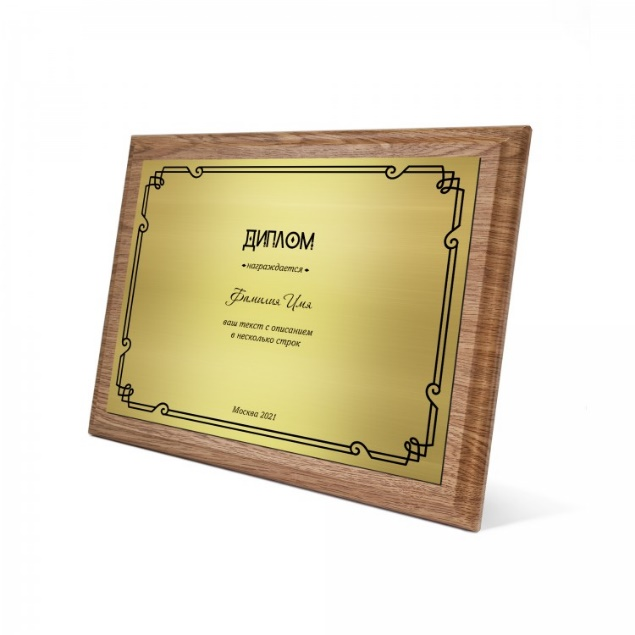 ДИПЛОМ
награждается
Фамилия Имя
ваш текст с описанием
в несколько строк
Москва 2021